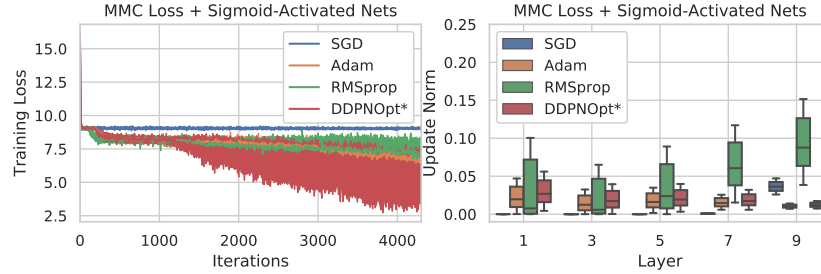 MMC Loss + Sigmoid-Activated Nets
Training Loss
15.0
12.5
10.0
7.5
5.0
2.5
0
1000
2000
3000
4000
Iterations
SGD
Adam
RMSprop
DDPNOpt*
MMC Loss + Sigmoid-Activated Nets
Update Norm
0.25
0.20
0.15
0.10
0.05
0.00
1
3
5
7
9
Layer
SGD
Adam
RMSprop
DDPNOpt*